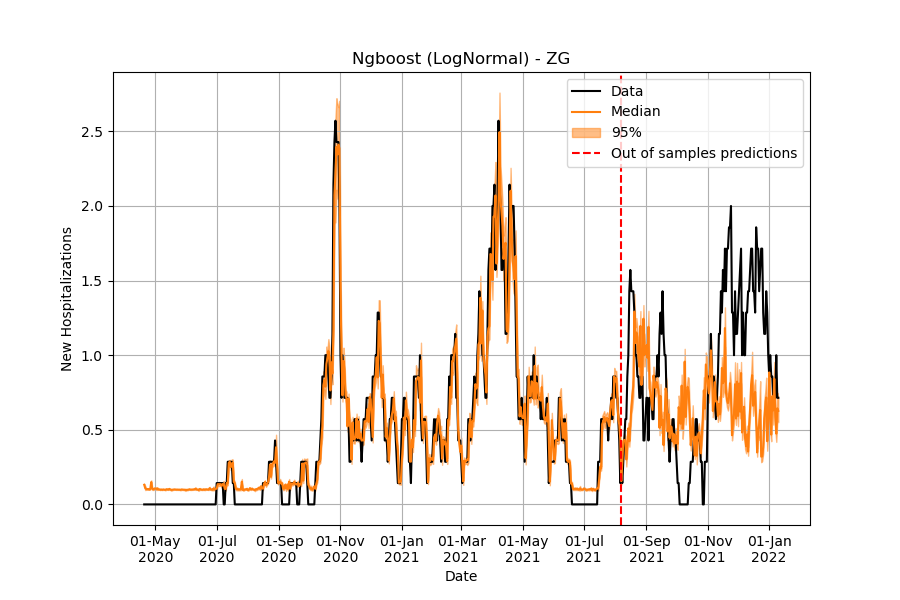 Ngboost (LogNormal) - ZG
Data
Median
95%
Out of samples predictions
New Hospitalizations
2.5
2.0
1.5
1.0
0.5
0.0
01-May 01-Jul 01-Sep 01-Nov 01-Jan 01-Mar 01-May 01-Jul 01-Sep 01-Nov 01-Jan
2020 2020 2020 2020 2021 2021 2021 2021 2021 2021 2022
Date